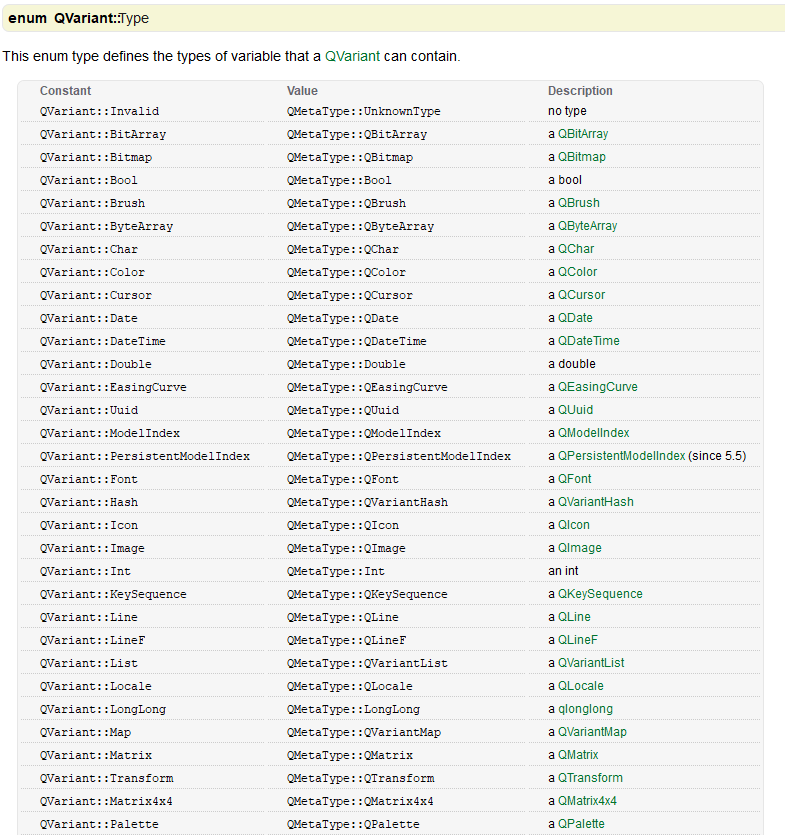 enum QVariant::Type
This enum type defines the types of variable that a QVariant can contain.
Constant Value Description
QVariant::Invalid QMetaType::UnknownType no type
QVariant::BitArray QMetaType::QBitArray a QBitArray
QVariant::Bitmap QMetaType::QBitmap a QBitmap
QVariant::Bool QMetaType::Bool a bool
QVariant::Brush QMetaType::QBrush a QBrush
QVariant::ByteArray QMetaType::QByteArray a QByteArray
QVariant::Char QMetaType::QChar a QChar
QVariant::Color QMetaType::QColor a QColor
QVariant::Cursor QMetaType::QCursor a QCursor
QVariant::Date QMetaType::QDate a QDate
QVariant::DateTime QMetaType::QDateTime a QDateTime
QVariant::Double QMetaType::Double a double
QVariant::EasingCurve QMetaType::QEasingCurve a QEasingCurve
QVariant::Uuid QMetaType::QUuid a QUuid
QVariant::ModelIndex QMetaType::QModelIndex a QModelIndex
QVariant::PersistentModelIndex QMetaType::QPersistentModelIndex a QPersistentModelIndex (since 5.5)
QVariant::Font QMetaType::QFont a QFont
QVariant::Hash QMetaType::QVariantHash a QVariantHash
QVariant::Icon QMetaType::QIcon a QIcon
QVariant::Image QMetaType::QImage a QImage
QVariant::Int QMetaType::Int an int
QVariant::KeySequence QMetaType::QKeySequence a QKeySequence
QVariant::Line QMetaType::QLine a QLine
QVariant::LineF QMetaType::QLineF a QLineF
QVariant::List QMetaType::QVariantList a QVariantList
QVariant::Locale QMetaType::QLocale a QLocale
QVariant::LongLong QMetaType::LongLong a qlonglong
QVariant::Map QMetaType::QVariantMap a QVariantMap
QVariant::Matrix QMetaType::QMatrix a QMatrix
QVariant::Transform QMetaType::QTransform a QTransform
QVariant::Matrix4x4 QMetaType::QMatrix4x4 a QMatrix4x4
QVariant::Palette QMetaType::QPalette a QPalette